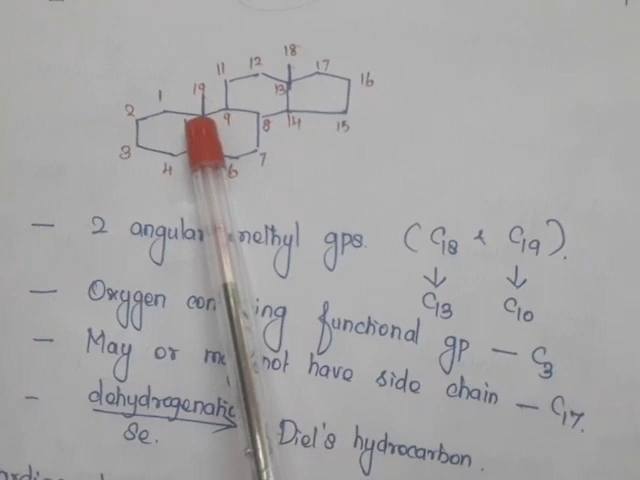 18
11 12 17
1 19 13 16
2 9 8 14 15
3 4 6 7
- 2 angular methyl gps. (C18 & C19).
↓ ↓
C13 C10
- Oxygen con ing functional gp - C3
- May or m not have side chain - C17.
- dehydrogenatic
Se. Diel's hydrocarbon.